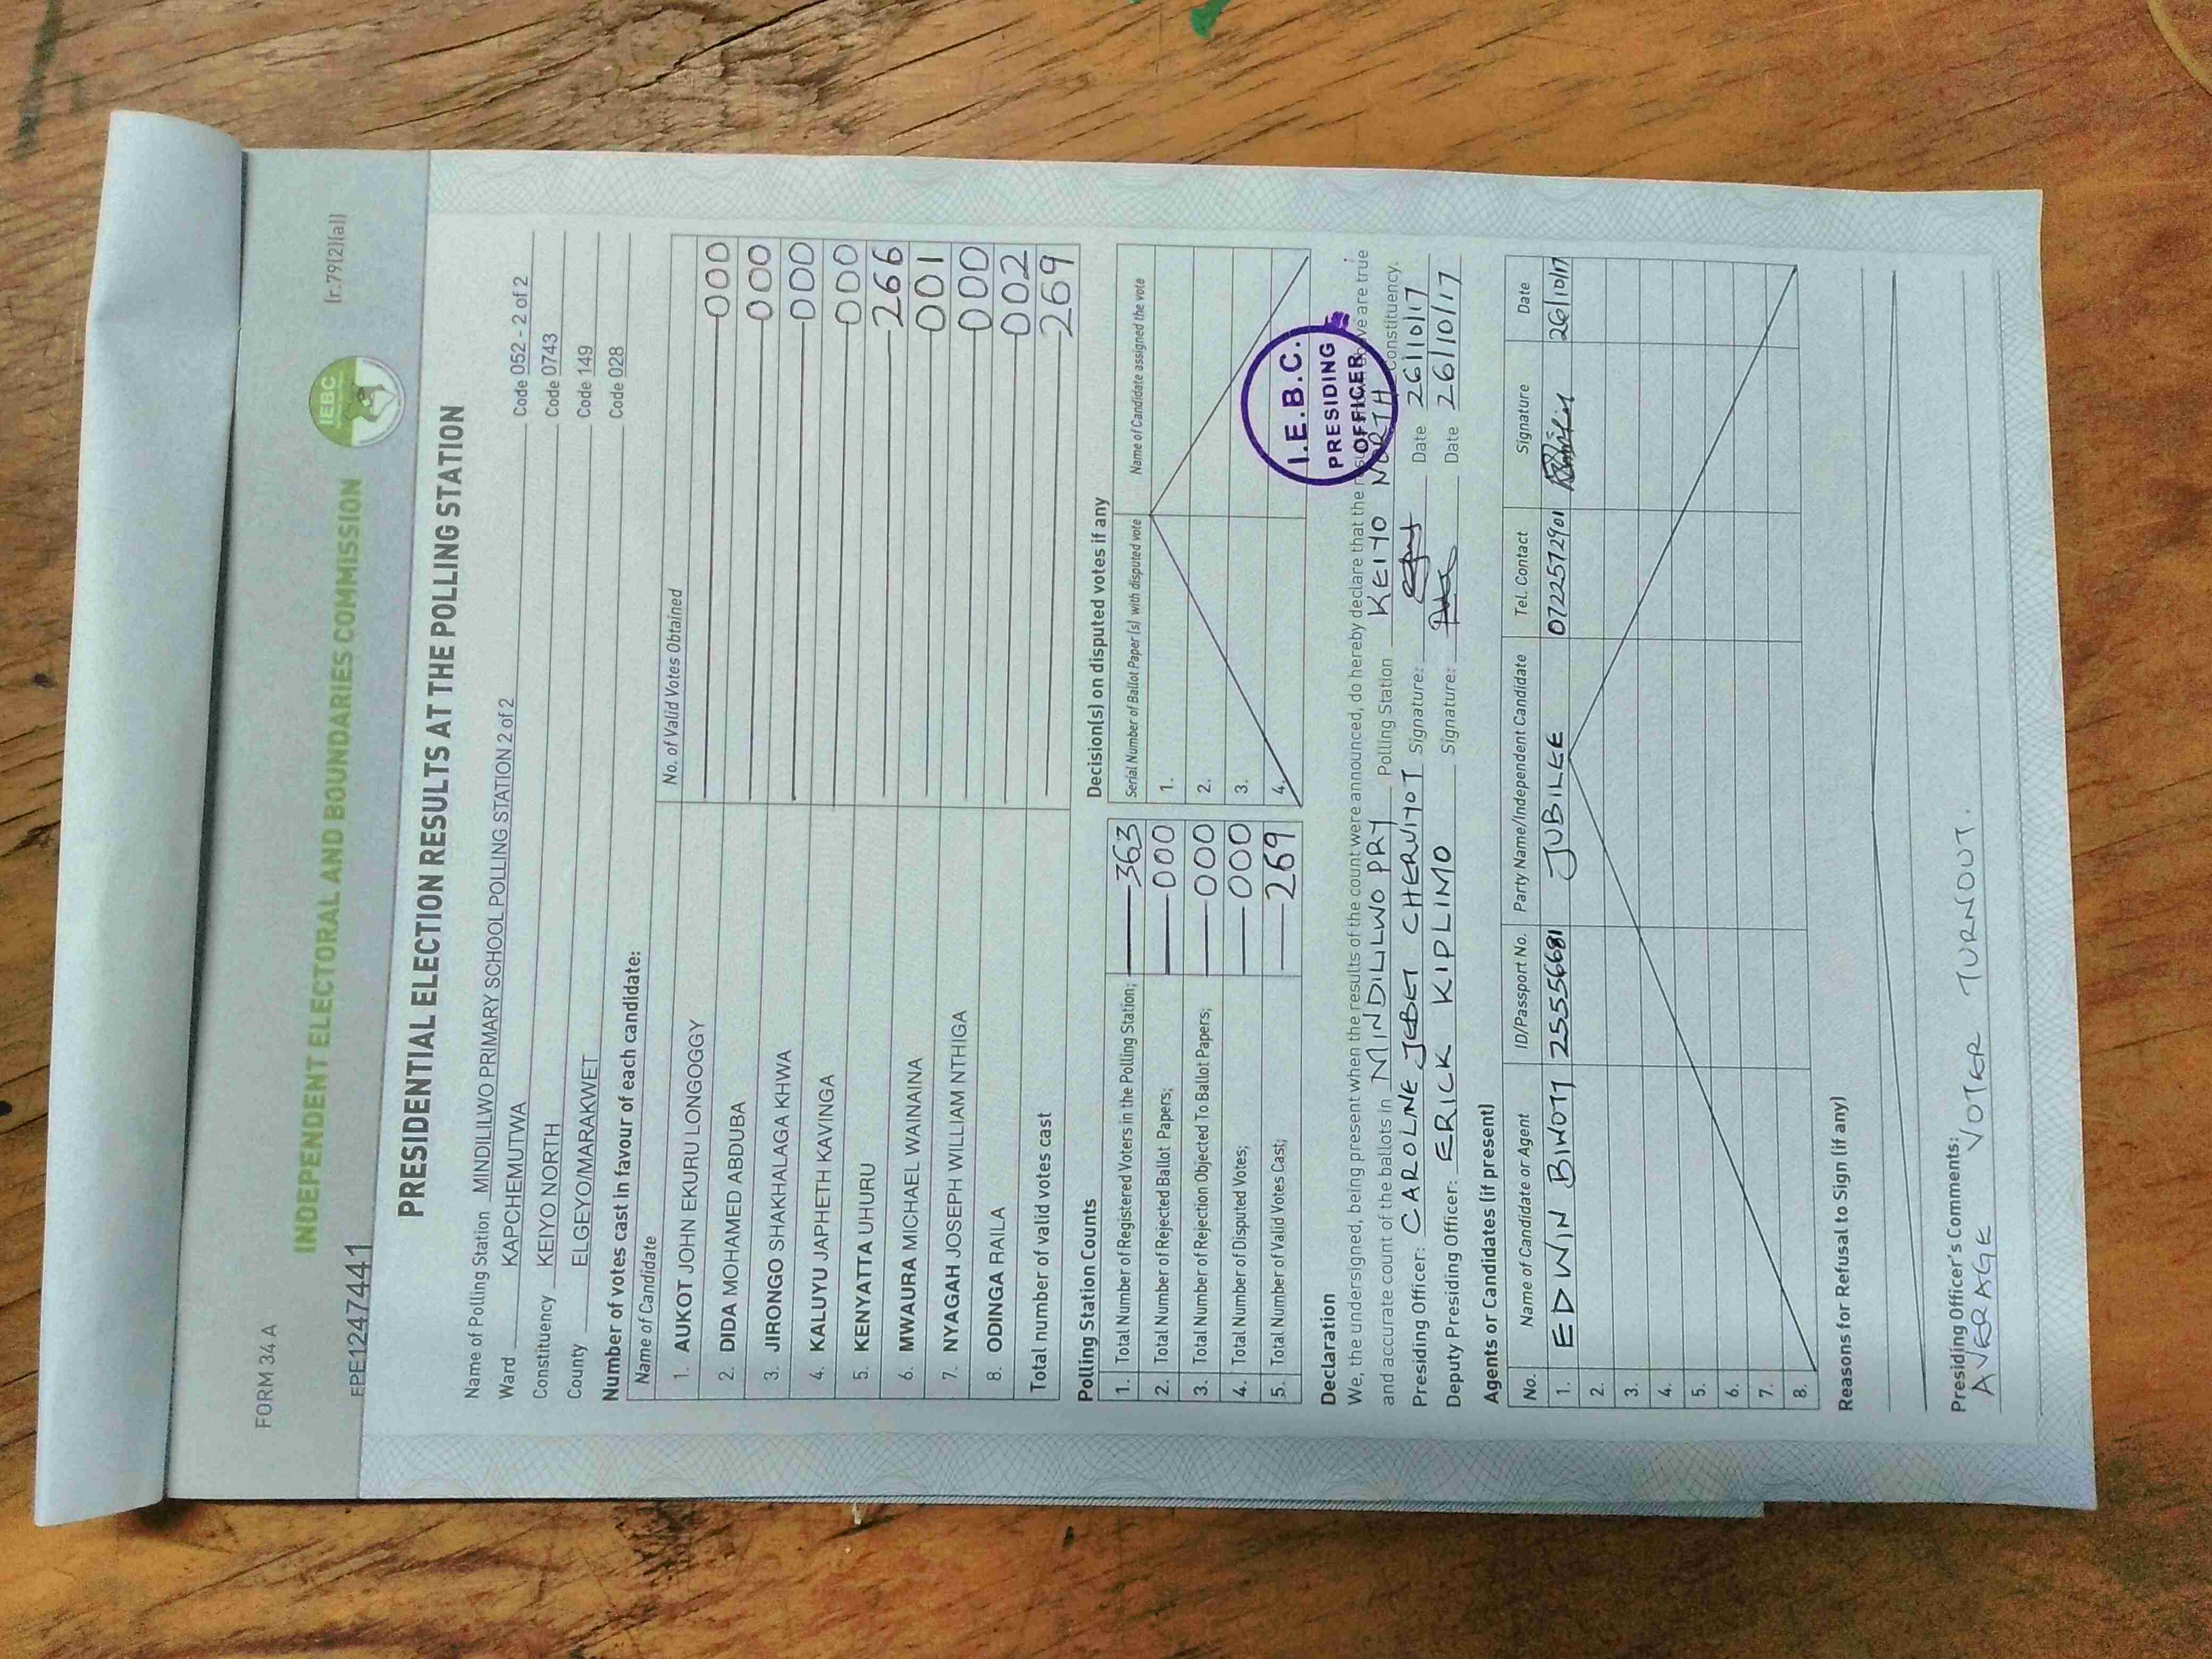 FORM 34 A
[r.79(2)(a)]
IEBC
INDEPENDENT ELECTORAL AND BOUNDARIES COMMISSION
EPE1247441
PRESIDENTIAL ELECTION RESULTS AT THE POLLING STATION
Name of Polling Station MINDILILWO PRIMARY SCHOOL POLLING STATION 2 of 2 Code 052 - 2 of 2
Ward KAPCHEMUTWA Code 0743
Constituency KEIYO NORTH Code 149
County ELGEYO/MARAKWET Code 028
Number of votes cast in favour of each candidate:
Name of Candidate No. of Valid Votes Obtained
1. AUKOT JOHN EKURU LONGOGGY 000
2. DIDA MOHAMED ABDUBA 000
3. JIRONGO SHAKHALAGA KHWA 000
4. KALUYU JAPHETH KAVINGA 000
5. KENYATTA UHURU 266
6. MWAURA MICHAEL WAINAINA 001
7. NYAGAH JOSEPH WILLIAM NTHIGA 000
8. ODINGA RAILA 002
Total number of valid votes cast 269
Polling Station Counts
1. Total Number of Registered Voters in the Polling Station; 363
2. Total Number of Rejected Ballot Papers; 000
3. Total Number of Rejection Objected To Ballot Papers; 000
4. Total Number of Disputed Votes; 000
5. Total Number of Valid Votes Cast; 269
Decision(s) on disputed votes if any
Serial Number of Ballot Paper(s) with disputed vote Name of Candidate assigned the vote
1.
2.
3.
4.
I.E.B.C.
PRESIDING
OFFICER
Declaration
We, the undersigned, being present when the results of the count were announced, do hereby declare that the are true
and accurate count of the ballots in MINDILILWO PRY Polling Station KEIYO NORTH Constituency.
Presiding Officer: CAROLNE JEBET CHERUIYOT Signature: Date 26/10/17
Deputy Presiding Officer: ERICK KIPLIMO Signature: Date 26/10/17
Agents or Candidates (if present)
No. Name of Candidate or Agent ID/Passport No. Party Name/Independent Candidate Tel. Contact Signature Date
1. EDWIN BIWOTT 25556681 JUBILEE 0722572901 26/10/17
2.
3.
4.
5.
6.
7.
8.
Reasons for Refusal to Sign (if any)
Presiding Officer's Comments:
AVERAGE VOTER TURNOUT.